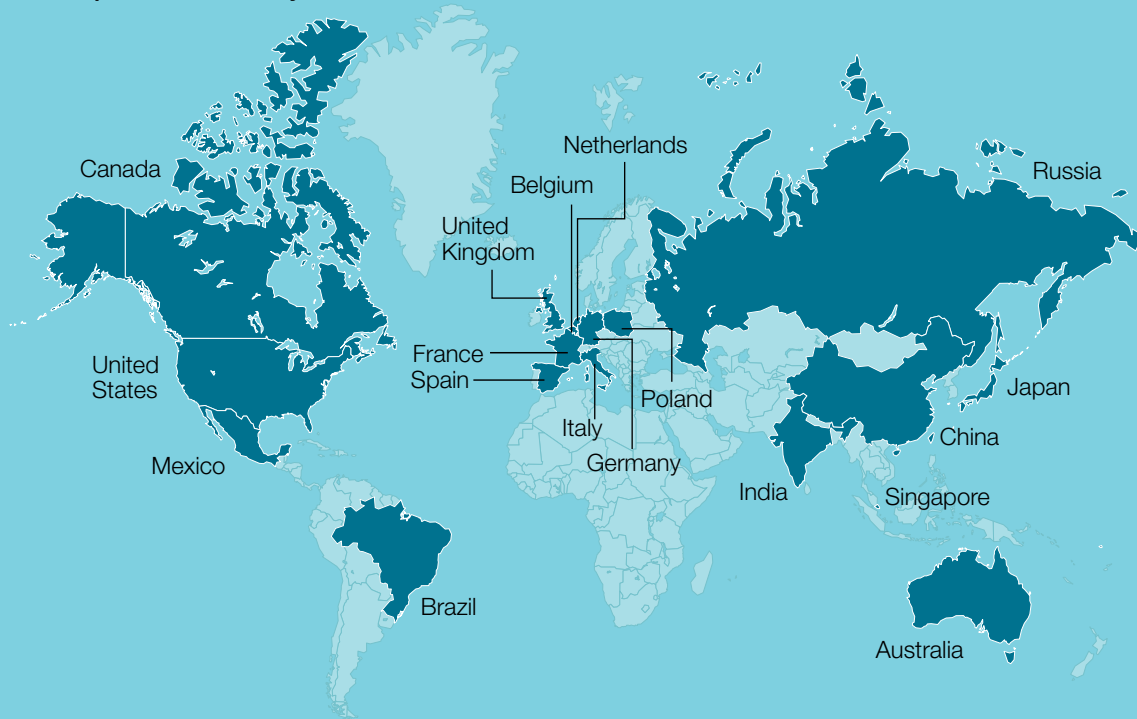 Netherlands
Canada
Russia
Belgium
United
Kingdom
France
United
States
Spain
Japan
Poland
Italy
China
Germany
Mexico
India
Singapore
Brazil
Australia